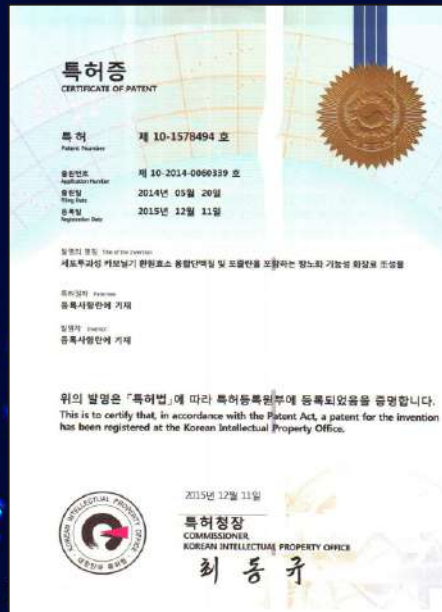 특허증
CERTIFICATE OF PATENT
특허 제 10-1578494 호
Patent Number
출원번호 제 10-2014-0060339 호
Application Number
출원일 2014년 05월 20일
Filing Date
등록일 2015년 12월 11일
Registration Date
발명의 명칭 Title of the Invention
세포투과성 카보닐기 환원효소 융합단백질 및 포함하는 항노화 기능성 화장료 조성물
특허권자 Patentee
등록사항란에 기재
발명자 Inventor
등록사항란에 기재
위의 발명은 「특허법」에 따라 특허등록원부에 등록되었음을 증명합니다.
This is to certify that, in accordance with the Patent Act, a patent for the invention
has been registered at the Korean Intellectual Property Office.
2015년 12월 11일
특허청장
COMMISSIONER,
KOREAN INTELLECTUAL PROPERTY OFFICE
최동규
KOREAN INTELLECTUAL PROPERTY OFFICE
대한민국 특허청